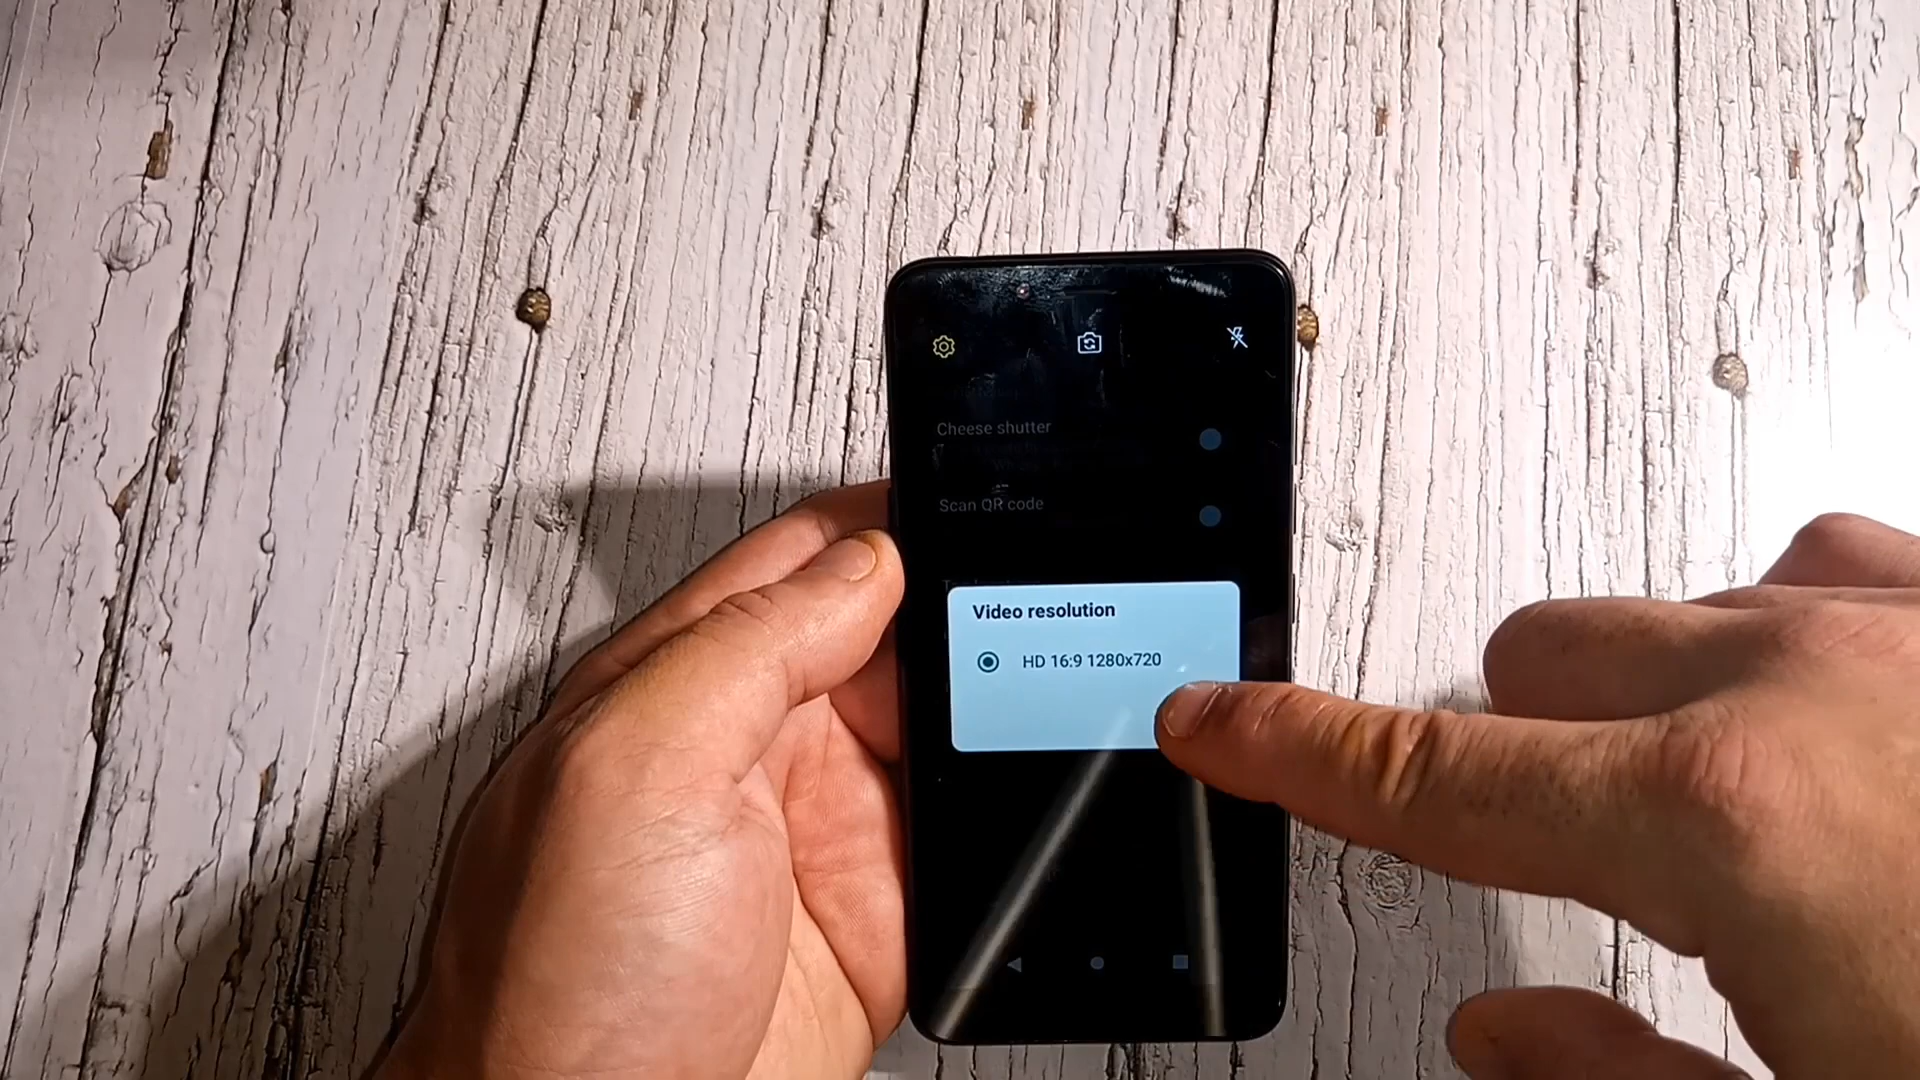 Cheese shutter
Scan QR code
Video resolution
HD 16:9 1280x720